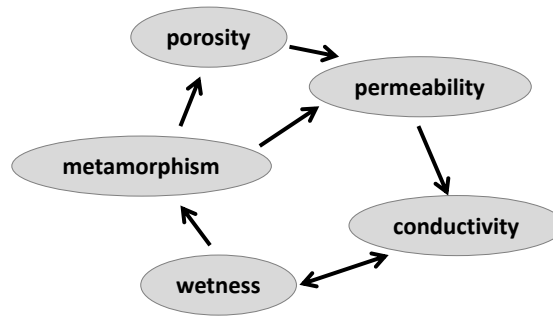 porosity
permeability
metamorphism
conductivity
wetness